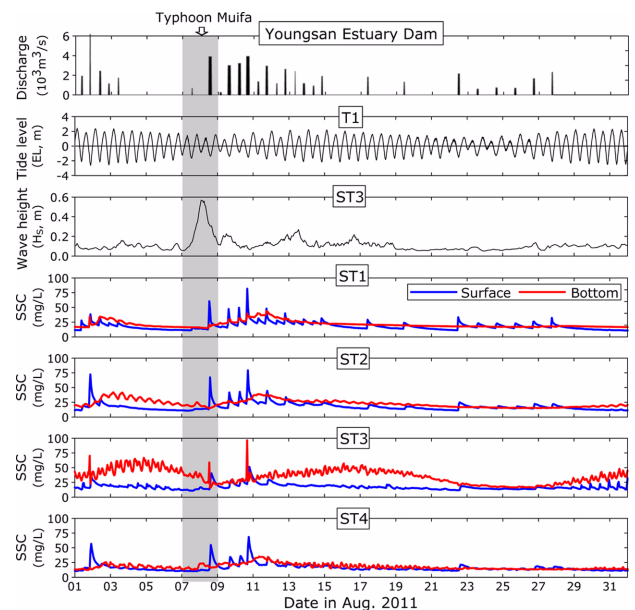 Typhoon Muifa
Youngsan Estuary Dam
Discharge
(10³m³/s)
6
4
2
0
T1
Tide level
(EL, m)
4
2
0
-2
-4
ST3
Wave height
(Hs, m)
0.6
0.4
0.2
0.0
ST1
Surface
Bottom
SSC
(mg/L)
100
75
50
25
0
ST2
SSC
(mg/L)
100
75
50
25
0
ST3
SSC
(mg/L)
100
75
50
25
0
ST4
SSC
(mg/L)
100
75
50
25
0
01 03 05 07 09 11 13 15 17 19 21 23 25 27 29 31
Date in Aug. 2011